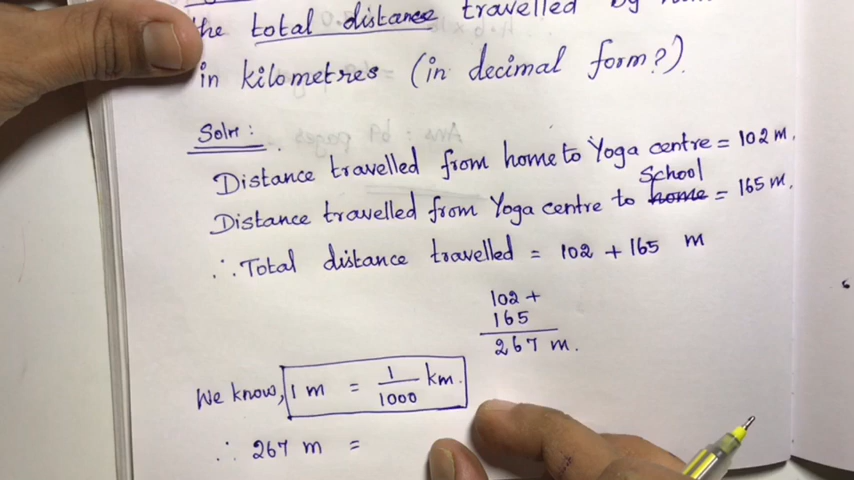 the total distance travelled by
in kilometres (in decimal form?)
Soln:
Distance travelled from home to Yoga centre = 102 m.
School
Distance travelled from Yoga centre to home = 165 m.
∴ Total distance travelled = 102 + 165 m
102 +
165
267 m.
We know, 1 m = 1/1000 km.
∴ 267 m =